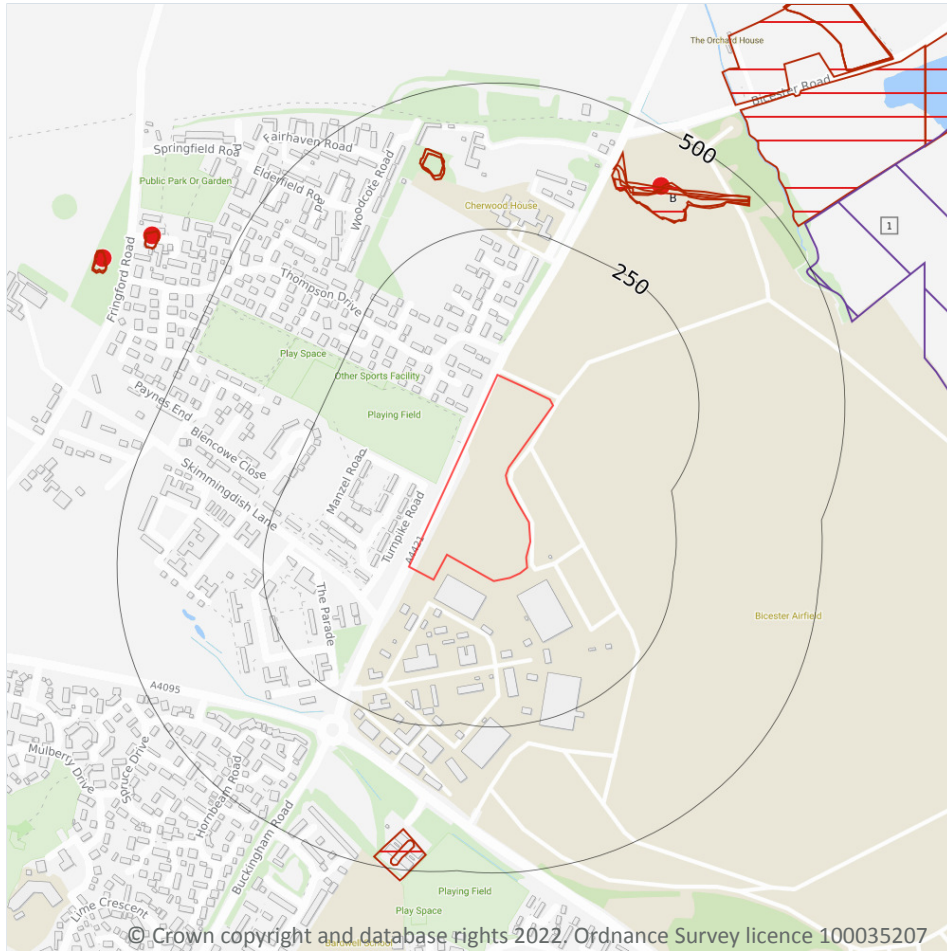 The Orchard House
Bicester Road
500
Fairhaven Road
Springfield Roa
d
Elderfield Ro
ad
Woodcote Road
Public Park Or Garden
Cherwood House
B
1
Fringford Road
250
Thompson Drive
Play Space
Other Sports Facility
Playing Field
Paynes End
Blencowe Close
Skimmingdish Lane
Manzel Road
Turnpike Road
A4421
The Parade
Bicester Airfield
A4095
Mulberry Drive
Spruce Drive
Hornbeam Road
Buckingham Road
Lime Crescent
Playing Field
Play Space
© Crown copyright and database rights 2022. Ordnance Survey licence 100035207